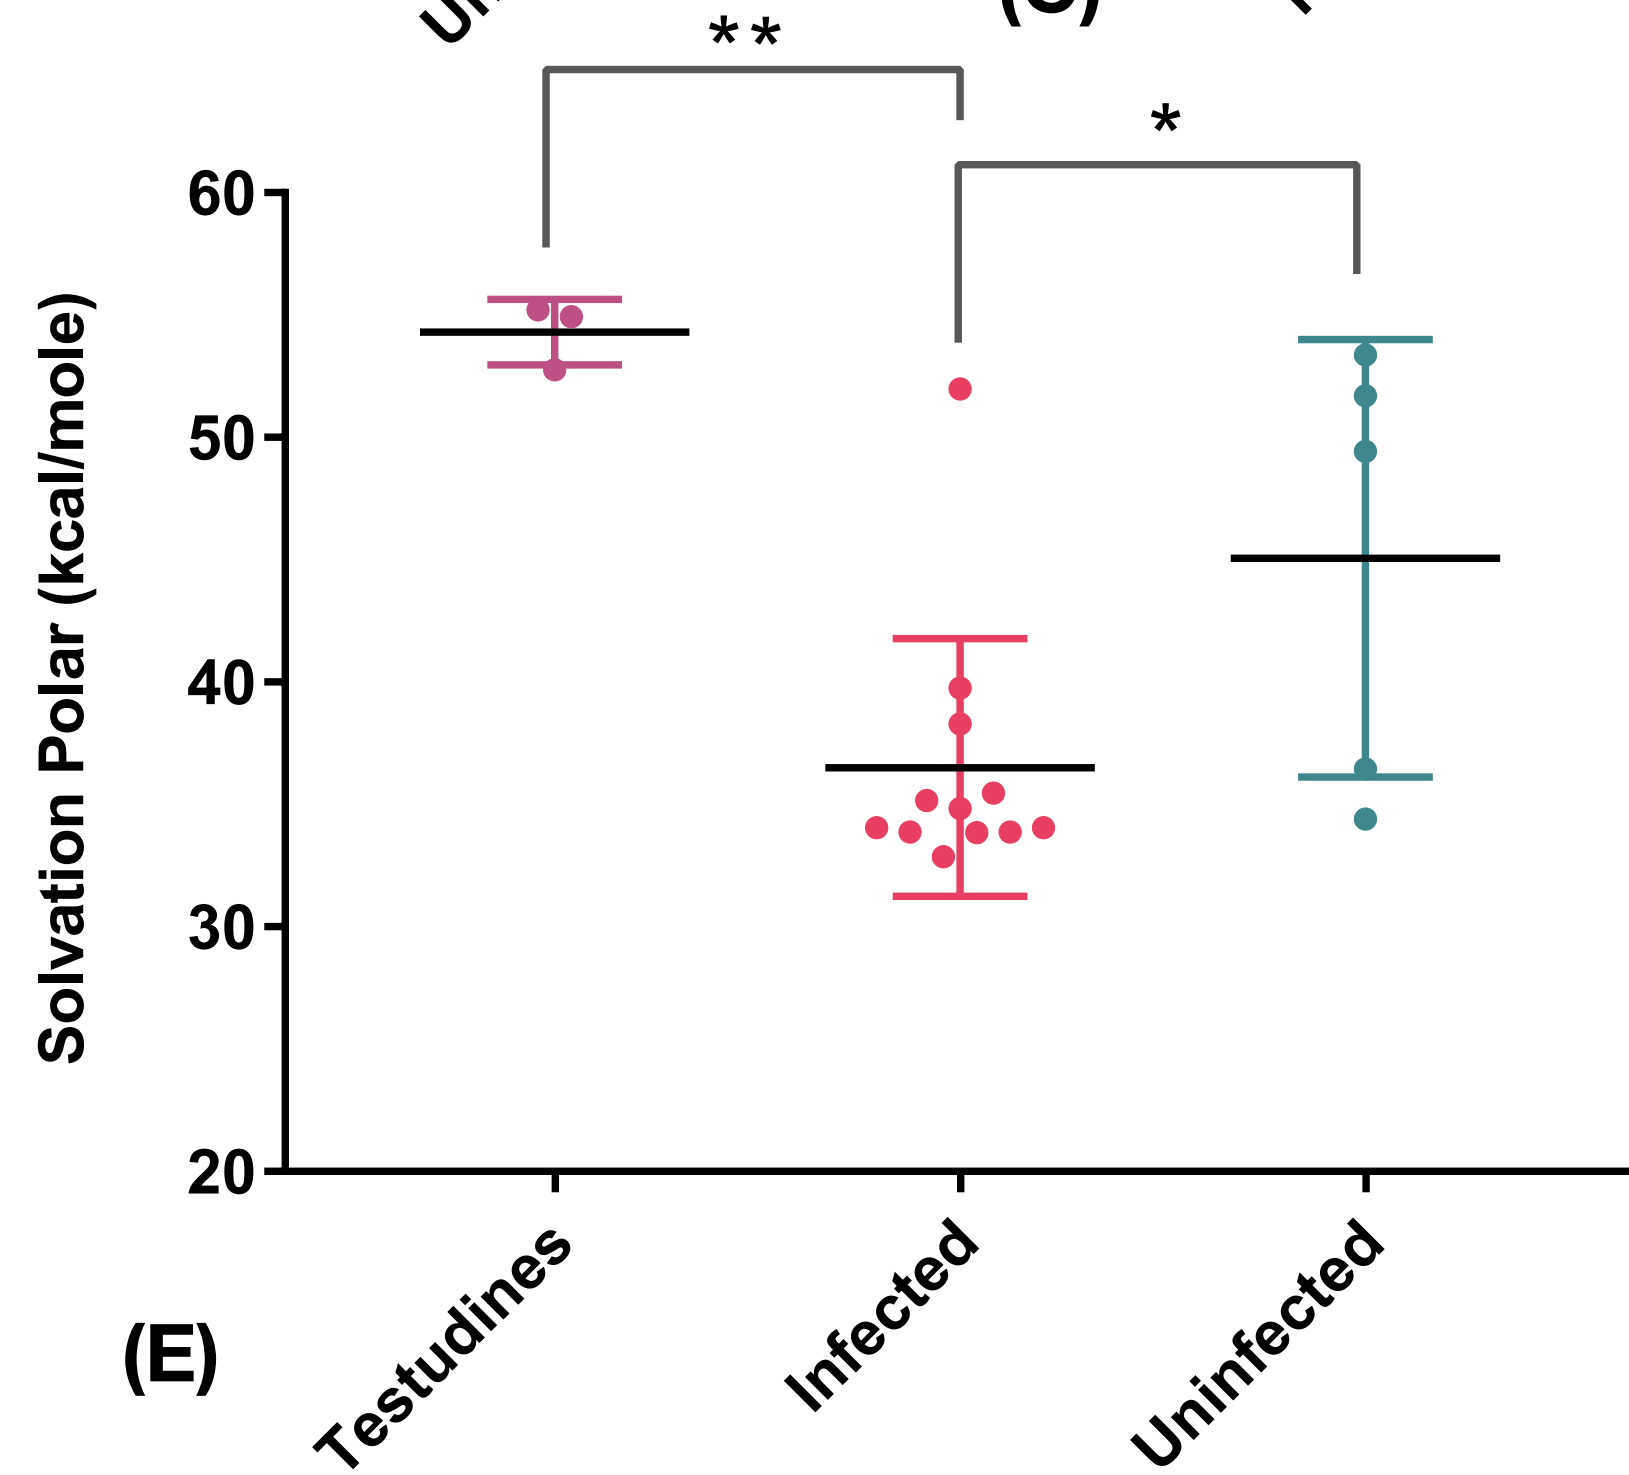 (C)
**
*
60
50
40
30
20
Solvation Polar (kcal/mole)
Testudines
Infected
Uninfected
(E)